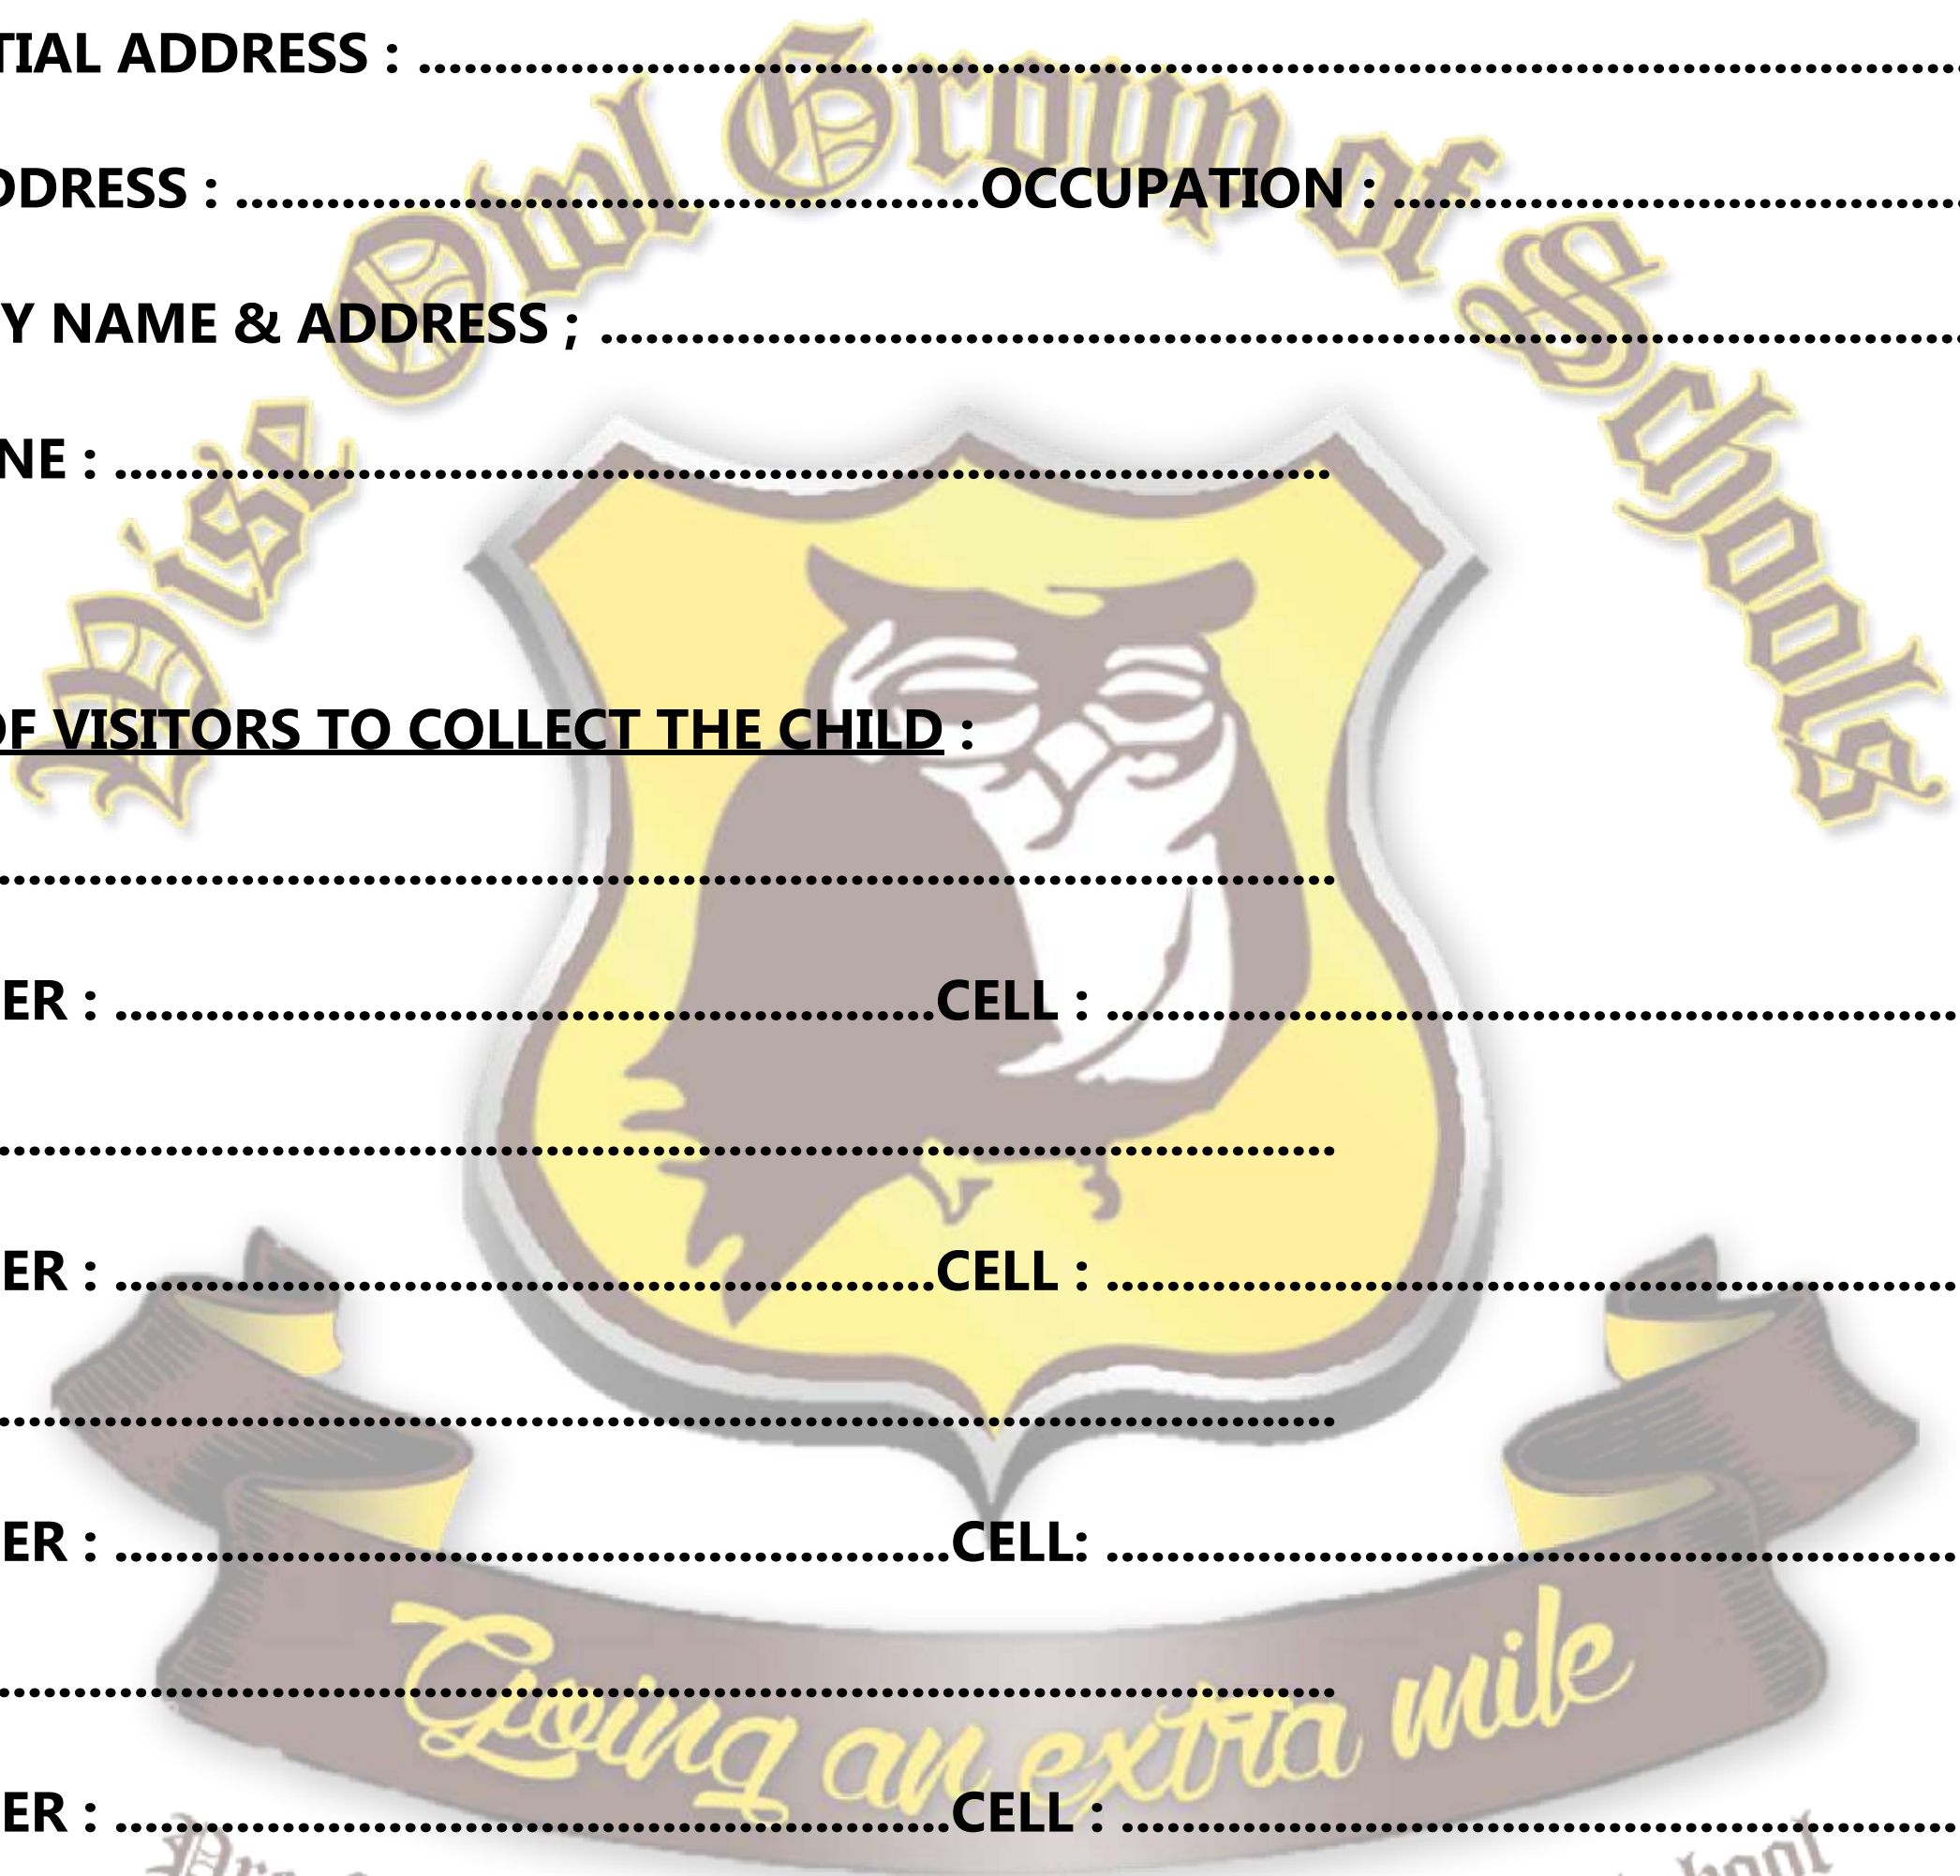 TIAL ADDRESS : ................................................................
DDRESS : ................................................OCCUPATION : ................................
Y NAME & ADDRESS ; ................................................................
NE : ................................................................
Wise Owl Group of Schools
OF VISITORS TO COLLECT THE CHILD :
................................................................
ER : ................................................CELL : ................................................
................................................................
ER : ................................................CELL : ................................................
................................................................
ER : ................................................CELL: ................................................
................................................................
Going an extra mile
ER : ................................................CELL : ................................................